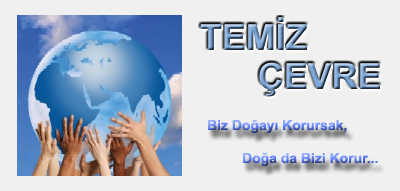 TEMİZ
ÇEVRE
Biz Doğayı Korursak,
Doğa da Bizi Korur...